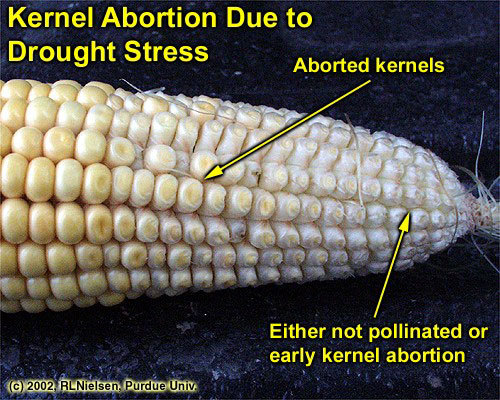 Kernel Abortion Due to
Drought Stress
Aborted kernels
Either not pollinated or
early kernel abortion
(c) 2002, RLNielsen, Purdue Univ.